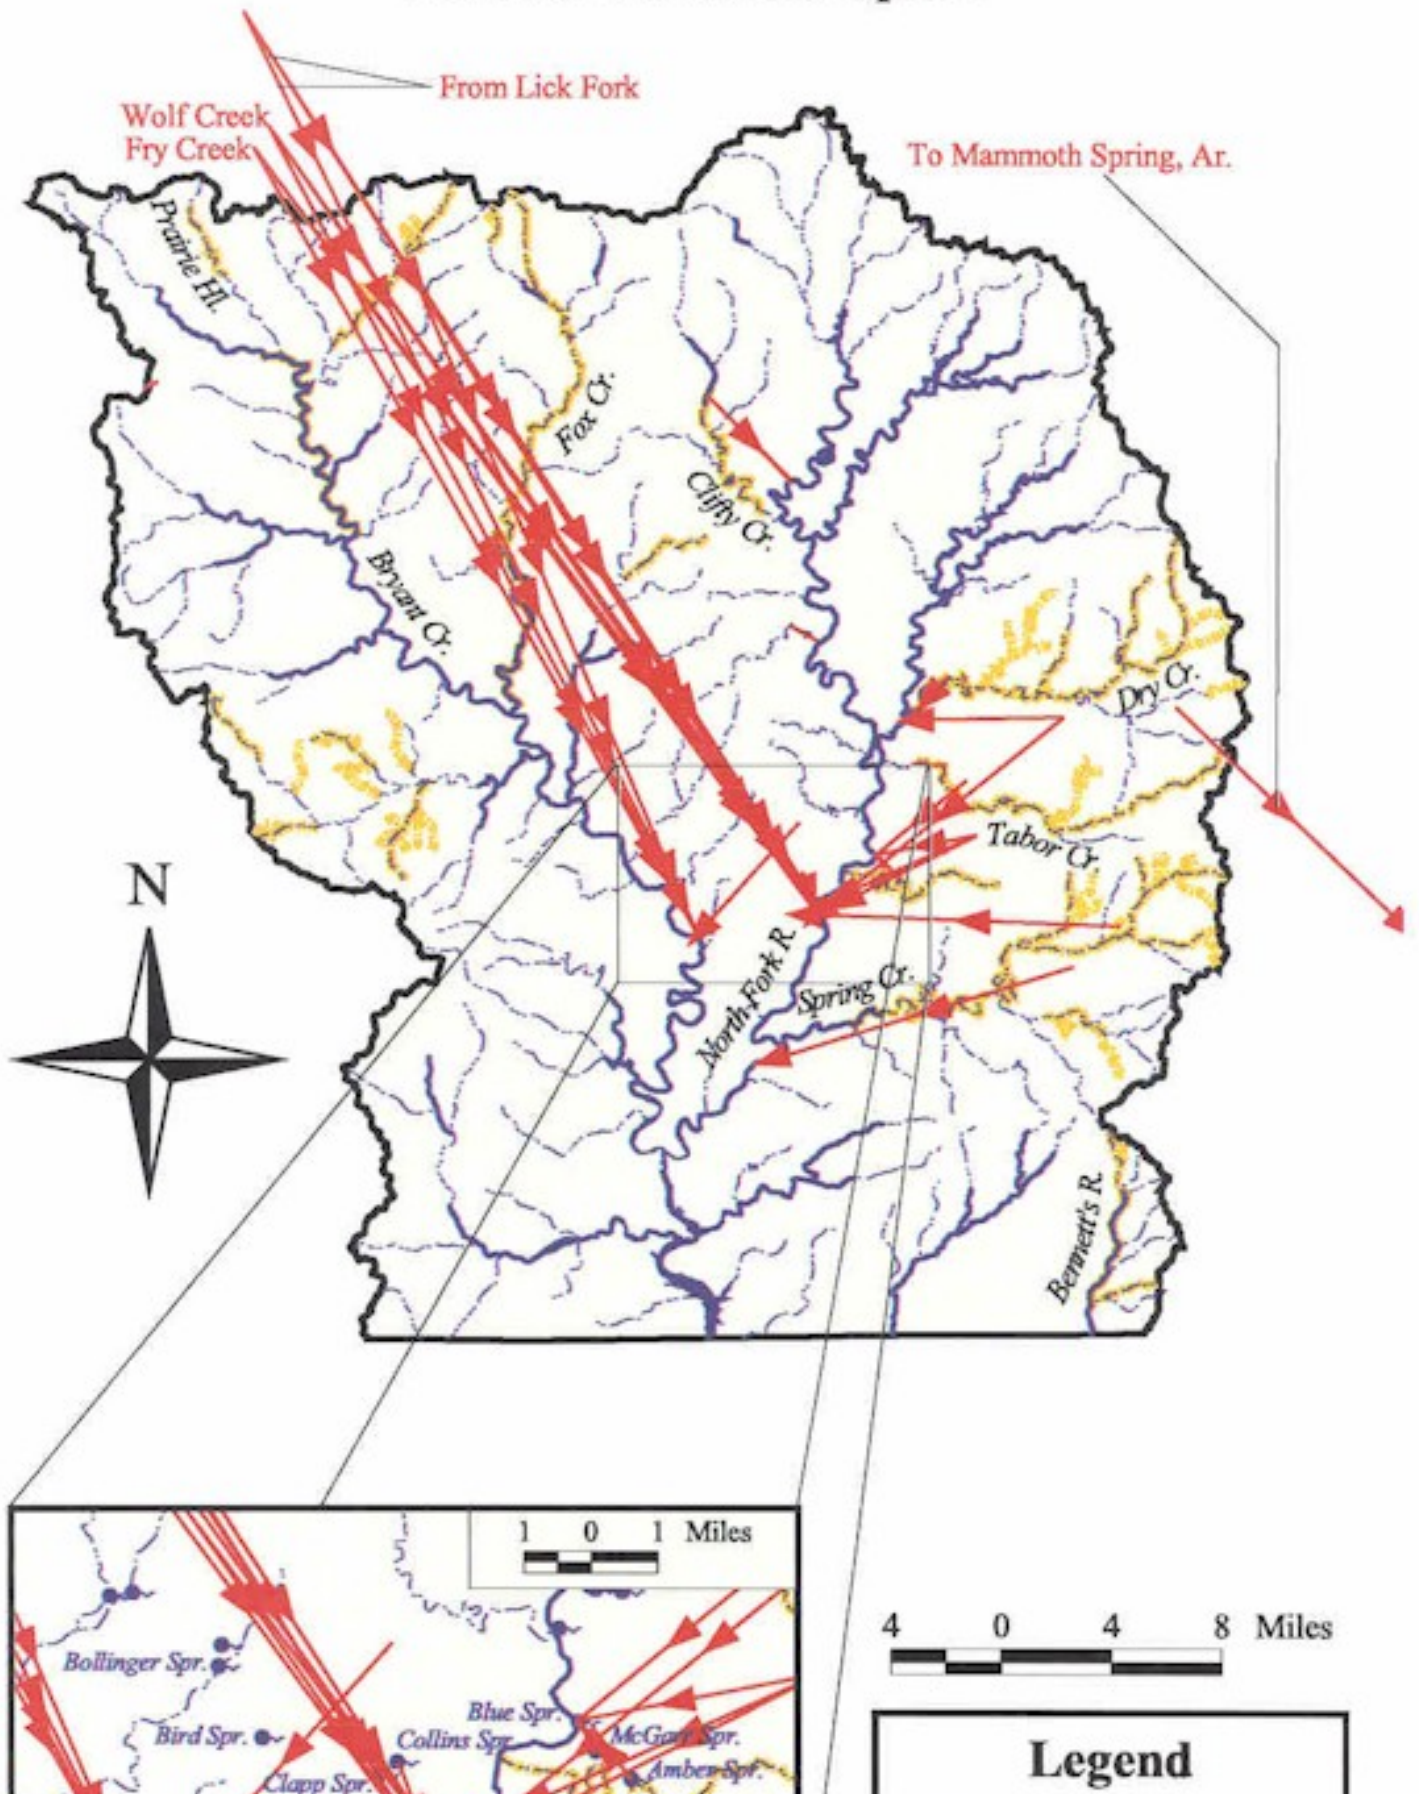 From Lick Fork
Wolf Creek
Fry Creek
To Mammoth Spring, Ar.
Prairie Hl.
Fox Cr.
Clifty Cr.
Bryant Cr.
Dry Cr.
Tabor Cr.
N
North Fork R.
Spring Cr.
Bennett's R.
1 0 1 Miles
4 0 4 8 Miles
Bollinger Spr.
Blue Spr.
Bird Spr.
Collins Spr.
McGarr Spr.
Clapp Spr.
Amber Spr.
Legend